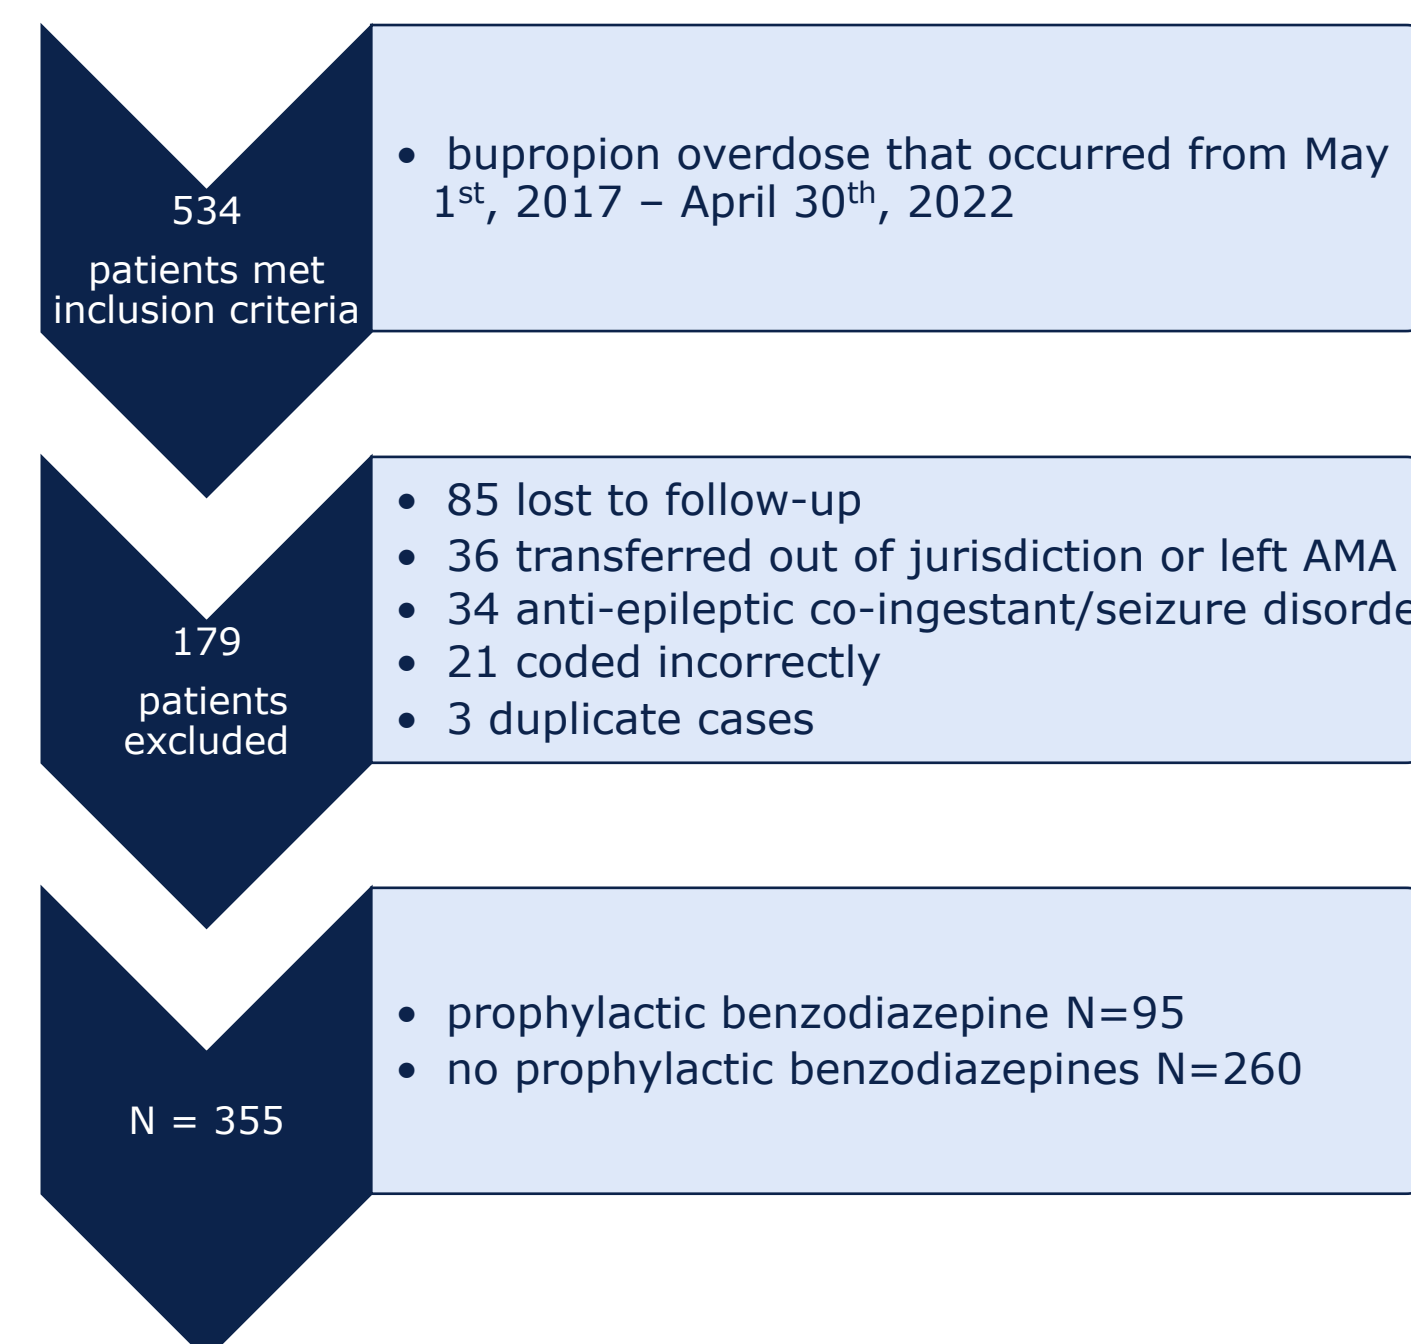 534
patients met
inclusion criteria
• bupropion overdose that occurred from May
1st, 2017 – April 30th, 2022
179
patients
excluded
• 85 lost to follow-up
• 36 transferred out of jurisdiction or left AMA
• 34 anti-epileptic co-ingestant/seizure disorde
• 21 coded incorrectly
• 3 duplicate cases
N = 355
• prophylactic benzodiazepine N=95
• no prophylactic benzodiazepines N=260